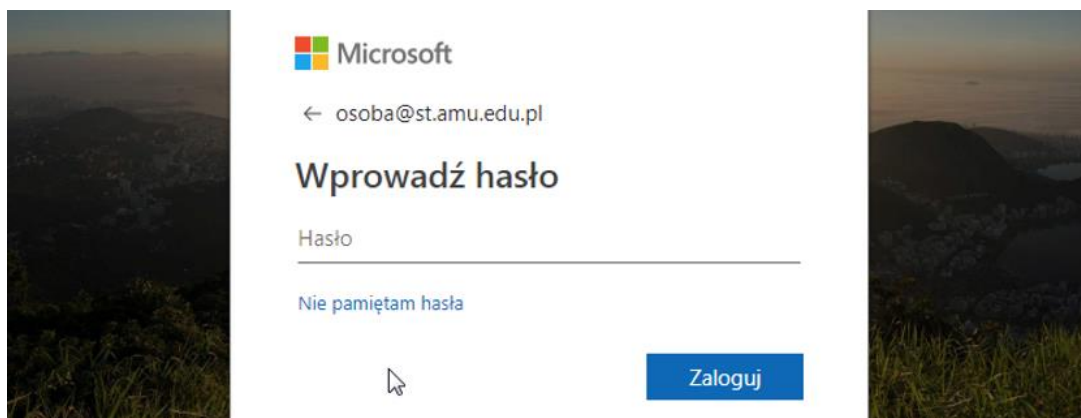 Microsoft
← osoba@st.amu.edu.pl
Wprowadź hasło
Hasło
Nie pamiętam hasła
Zaloguj